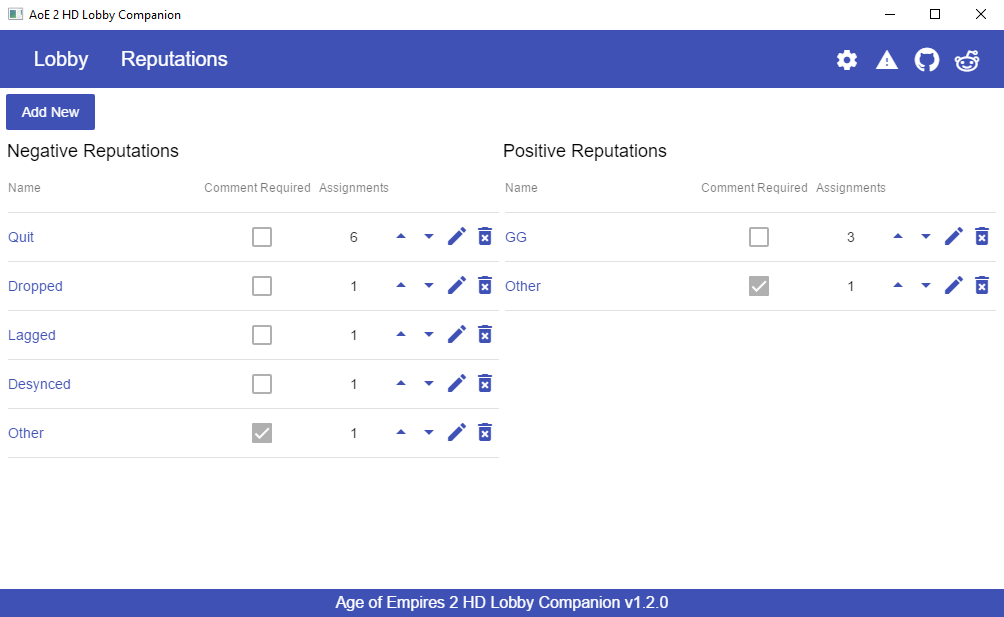 AoE 2 HD Lobby Companion
Lobby Reputations
Add New
Negative Reputations
Name Comment Required Assignments
Quit 6
Dropped 1
Lagged 1
Desynced 1
Other 1
Positive Reputations
Name Comment Required Assignments
GG 3
Other 1
Age of Empires 2 HD Lobby Companion v1.2.0